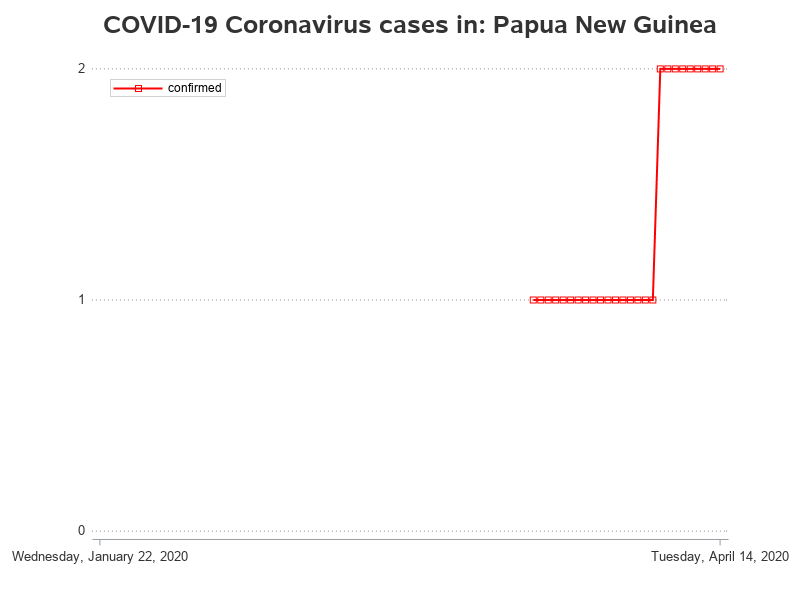 COVID-19 Coronavirus cases in: Papua New Guinea
2
confirmed
1
0
Wednesday, January 22, 2020
Tuesday, April 14, 2020